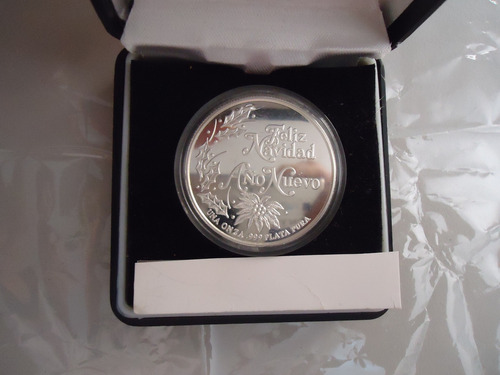 Feliz
Navidad
Año Nuevo
UNA ONZA .999 PLATA PURA